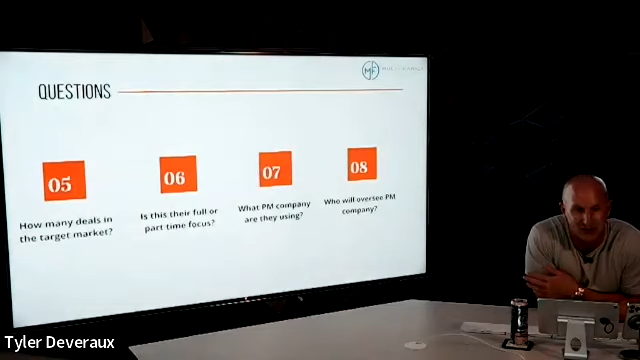 MF
QUESTIONS
05
06
07
08
How many deals in
the target market?
Is this their full or
part time focus?
What PM company
are they using?
Who will oversee PM
company?
Tyler Deveraux